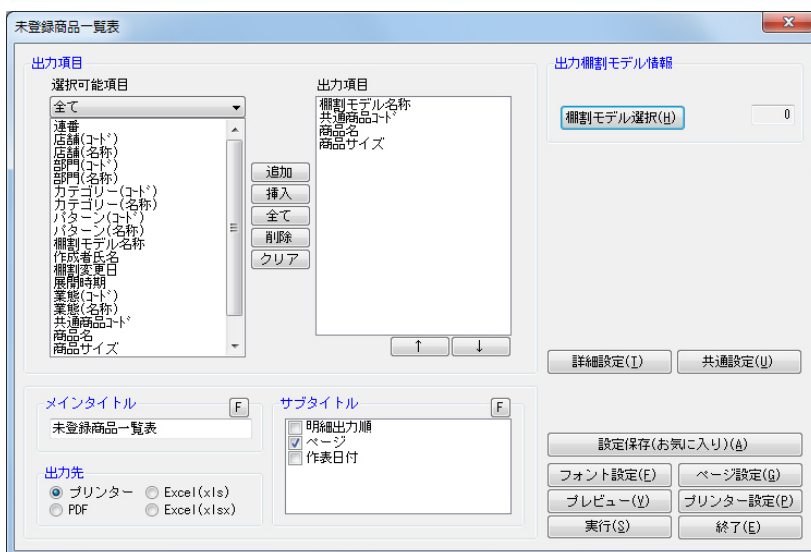 未登録商品一覧表
出力項目
選択可能項目
全て
連番
店舗(ｺｰﾄﾞ)
店舗(名称)
部門(ｺｰﾄﾞ)
部門(名称)
カテゴリー(ｺｰﾄﾞ)
カテゴリー(名称)
パターン(ｺｰﾄﾞ)
パターン(名称)
棚割モデル名称
作成者氏名
棚割変更日
展開時期
業態(ｺｰﾄﾞ)
業態(名称)
共通商品ｺｰﾄﾞ
商品名
商品サイズ
追加
挿入
全て
削除
クリア
出力項目
棚割モデル名称
共通商品ｺｰﾄﾞ
商品名
商品サイズ
↑ ↓
出力棚割モデル情報
棚割モデル選択(H) 0
詳細設定(I) 共通設定(U)
メインタイトル F
未登録商品一覧表
出力先
プリンター Excel(xls)
PDF Excel(xlsx)
サブタイトル F
明細出力順
ページ
作表日付
設定保存(お気に入り)(A)
フォント設定(F) ページ設定(G)
プレビュー(V) プリンター設定(P)
実行(S) 終了(E)